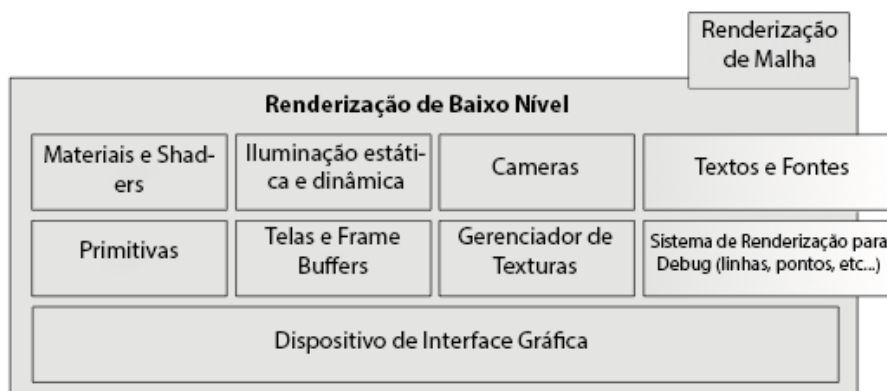 Renderização
de Malha
Renderização de Baixo Nível
Materiais e Shad-
ers
Iluminação estáti-
ca e dinâmica
Cameras
Textos e Fontes
Primitivas
Telas e Frame
Buffers
Gerenciador de
Texturas
Sistema de Renderização para
Debug (linhas, pontos, etc...)
Dispositivo de Interface Gráfica